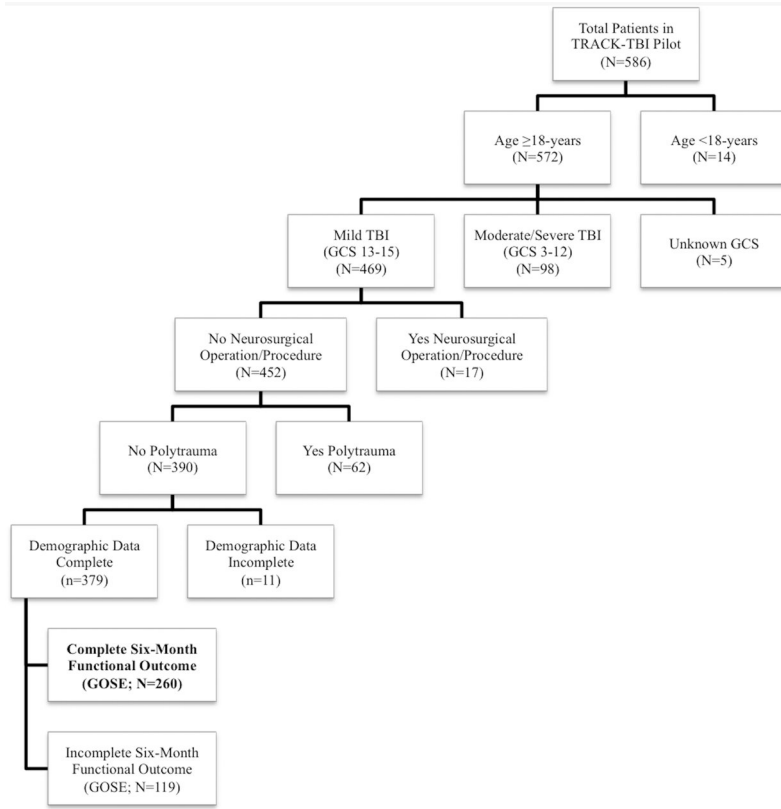 Total Patients in
TRACK-TBI Pilot
(N=586)
Age ≥18-years
(N=572)
Age <18-years
(N=14)
Mild TBI
(GCS 13-15)
(N=469)
Moderate/Severe TBI
(GCS 3-12)
(N=98)
Unknown GCS
(N=5)
No Neurosurgical
Operation/Procedure
(N=452)
Yes Neurosurgical
Operation/Procedure
(N=17)
No Polytrauma
(N=390)
Yes Polytrauma
(N=62)
Demographic Data
Complete
(n=379)
Demographic Data
Incomplete
(n=11)
Complete Six-Month
Functional Outcome
(GOSE; N=260)
Incomplete Six-Month
Functional Outcome
(GOSE; N=119)